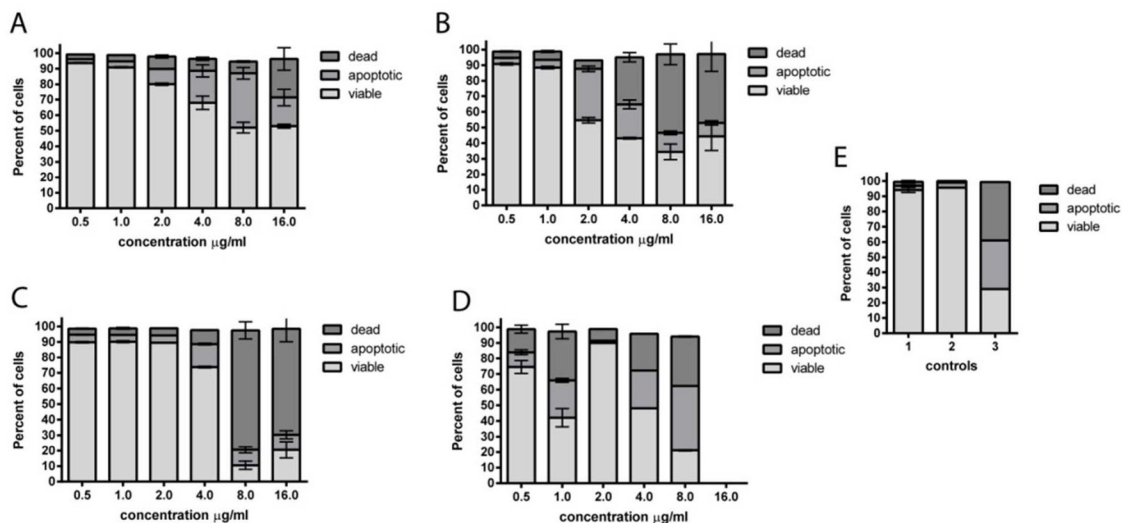 A
100
90
80
70
60
50
40
30
20
10
0
Percent of cells
0.5 1.0 2.0 4.0 8.0 16.0
concentration µg/ml
dead
apoptotic
viable
B
100
90
80
70
60
50
40
30
20
10
0
Percent of cells
0.5 1.0 2.0 4.0 8.0 16.0
concentration µg/ml
dead
apoptotic
viable
E
100
90
80
70
60
50
40
30
20
10
0
Percent of cells
1 2 3
controls
dead
apoptotic
viable
C
100
90
80
70
60
50
40
30
20
10
0
Percent of cells
0.5 1.0 2.0 4.0 8.0 16.0
concentration µg/ml
dead
apoptotic
viable
D
100
90
80
70
60
50
40
30
20
10
0
Percent of cells
0.5 1.0 2.0 4.0 8.0 16.0
concentration µg/ml
dead
apoptotic
viable